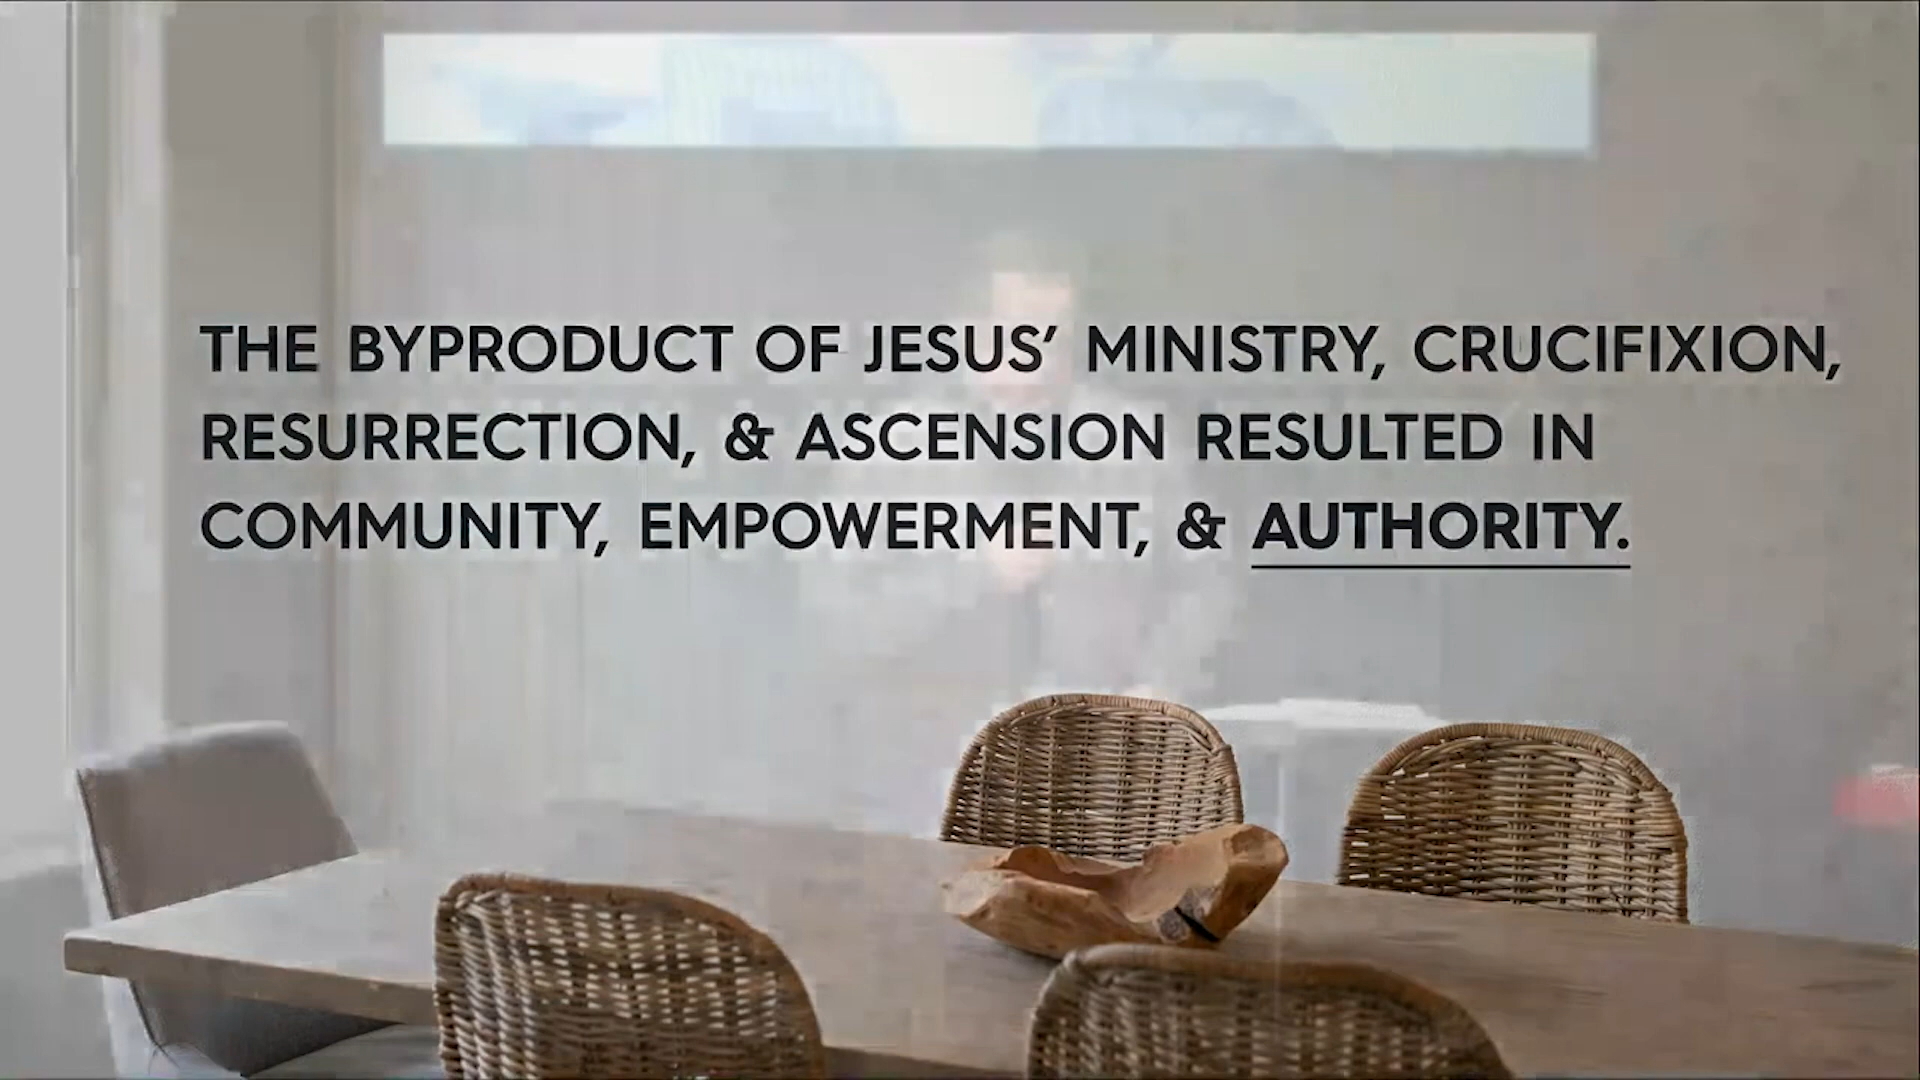 THE BYPRODUCT OF JESUS’ MINISTRY, CRUCIFIXION,
RESURRECTION, & ASCENSION RESULTED IN
COMMUNITY, EMPOWERMENT, & AUTHORITY.